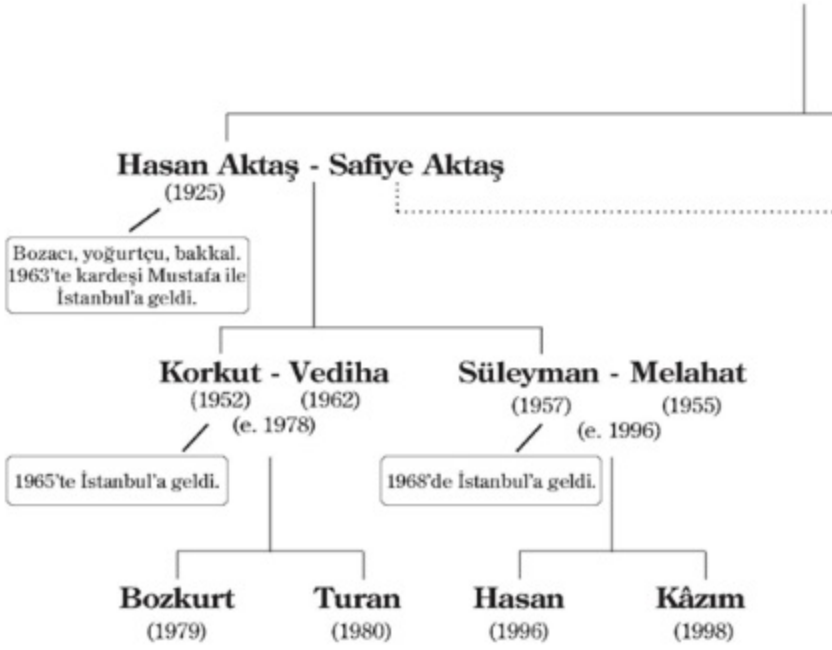 Hasan Aktaş - Safiye Aktaş
(1925)
Bozacı, yoğurtçu, bakkal.
1963'te kardeşi Mustafa ile
İstanbul'a geldi.
Korkut - Vediha
(1952) (1962)
(e. 1978)
1965'te İstanbul'a geldi.
Süleyman - Melahat
(1957) (1955)
(e. 1996)
1968'de İstanbul'a geldi.
Bozkurt
(1979)
Turan
(1980)
Hasan
(1996)
Kâzım
(1998)